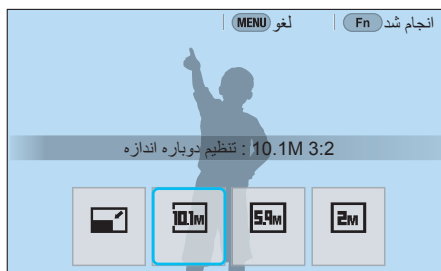 انجام شد Fn | لغو MENU |
تنظیم دوباره اندازه : 10.1M 3:2
10.1M 5.9M 2M